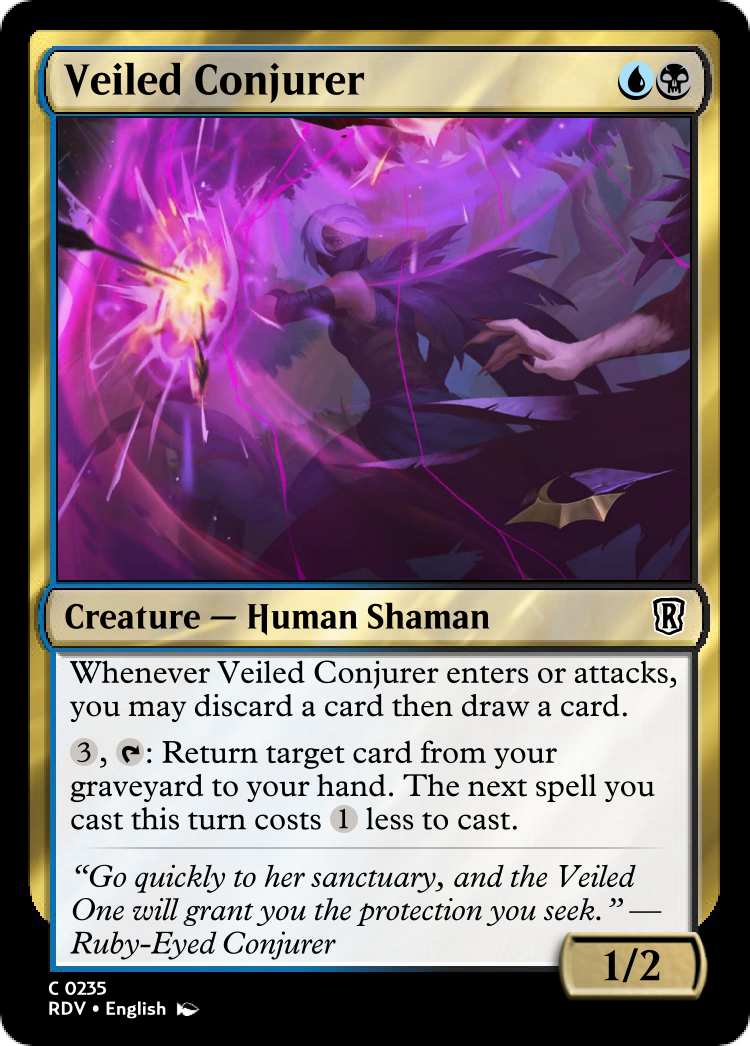 Veiled Conjurer
Creature — Human Shaman
R
Whenever Veiled Conjurer enters or attacks,
you may discard a card then draw a card.
3, : Return target card from your
graveyard to your hand. The next spell you
cast this turn costs 1 less to cast.
“Go quickly to her sanctuary, and the Veiled
One will grant you the protection you seek.” —
Ruby-Eyed Conjurer
1/2
C 0235
RDV • English